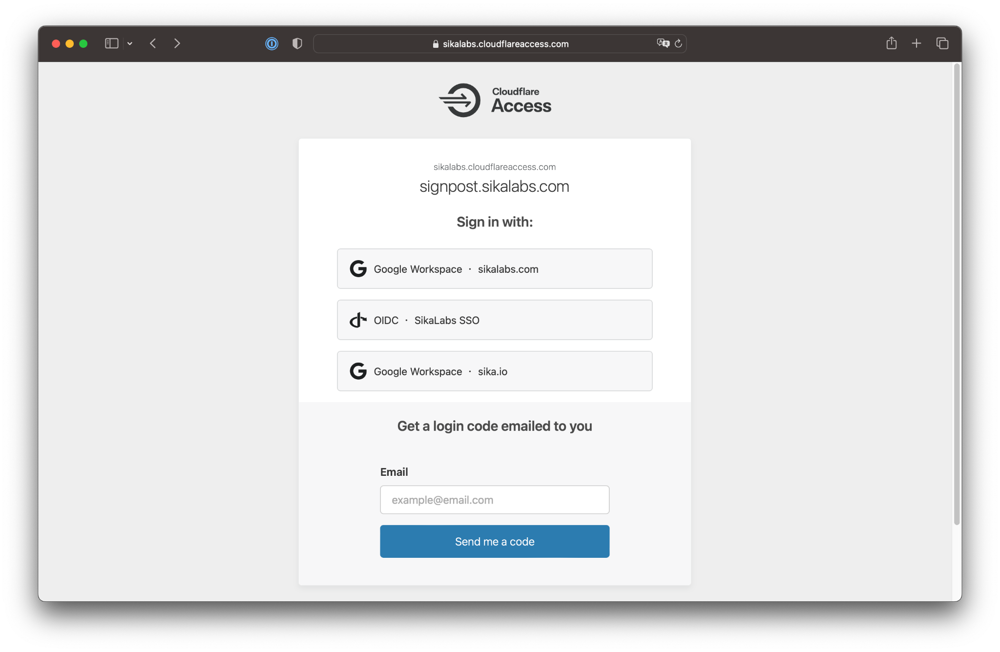 sikalabs.cloudflareaccess.com
Cloudflare
Access
sikalabs.cloudflareaccess.com
signpost.sikalabs.com
Sign in with:
Google Workspace · sikalabs.com
OIDC · SikaLabs SSO
Google Workspace · sika.io
Get a login code emailed to you
Email
example@email.com
Send me a code